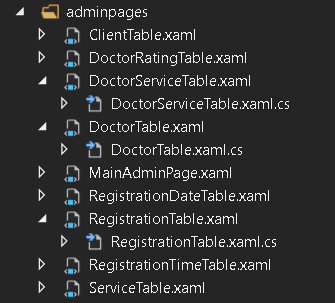 adminpages
ClientTable.xaml
DoctorRatingTable.xaml
DoctorServiceTable.xaml
DoctorServiceTable.xaml.cs
DoctorTable.xaml
DoctorTable.xaml.cs
MainAdminPage.xaml
RegistrationDateTable.xaml
RegistrationTable.xaml
RegistrationTable.xaml.cs
RegistrationTimeTable.xaml
ServiceTable.xaml